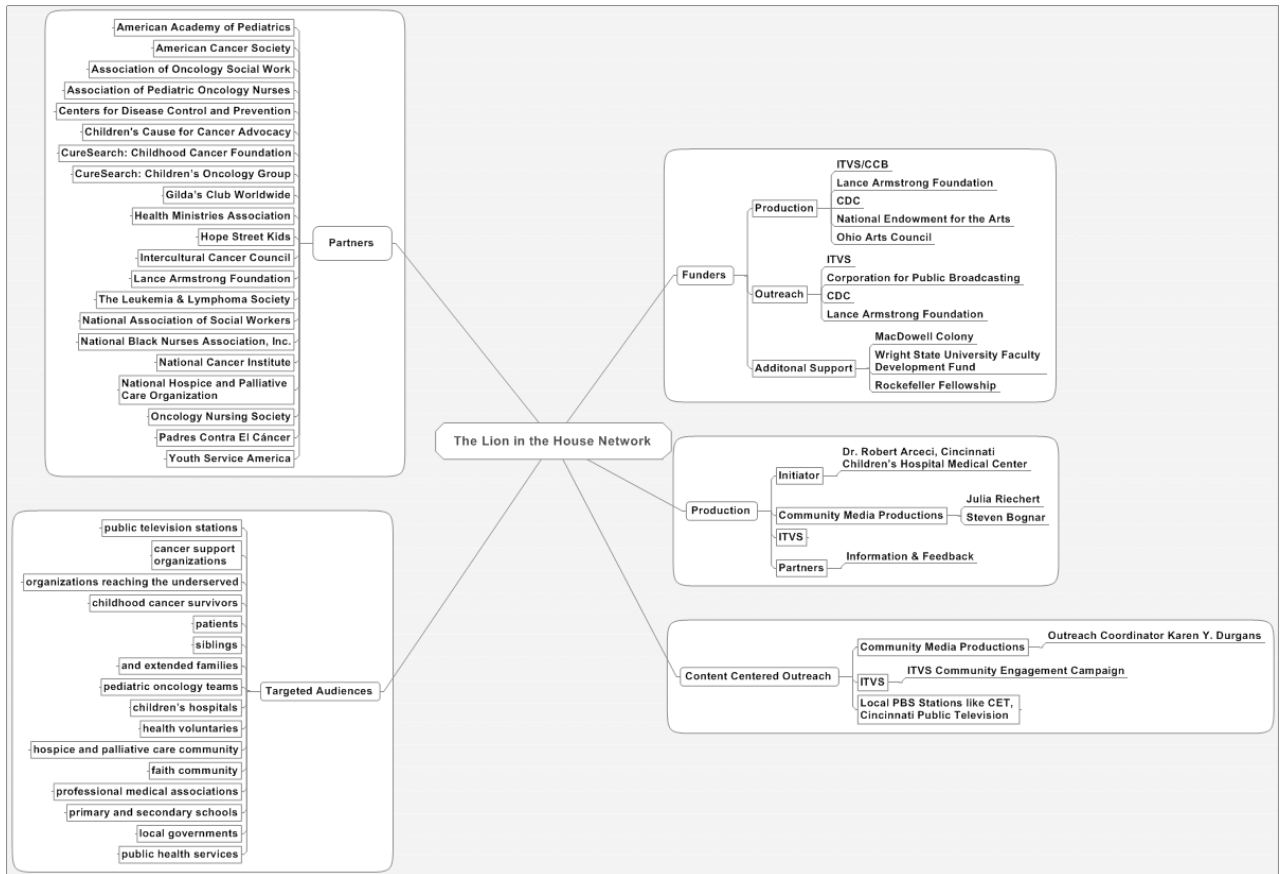 American Academy of Pediatrics
American Cancer Society
Association of Oncology Social Work
Association of Pediatric Oncology Nurses
Centers for Disease Control and Prevention
Children's Cause for Cancer Advocacy
CureSearch: Childhood Cancer Foundation
CureSearch: Children's Oncology Group
Gilda's Club Worldwide
Health Ministries Association
Hope Street Kids
Intercultural Cancer Council
Lance Armstrong Foundation
The Leukemia & Lymphoma Society
National Association of Social Workers
National Black Nurses Association, Inc.
National Cancer Institute
National Hospice and Palliative
Care Organization
Oncology Nursing Society
Padres Contra El Cáncer
Youth Service America
Partners
The Lion in the House Network
Funders
Production
ITVS/CCB
Lance Armstrong Foundation
CDC
National Endowment for the Arts
Ohio Arts Council
Outreach
ITVS
Corporation for Public Broadcasting
CDC
Lance Armstrong Foundation
Additonal Support
MacDowell Colony
Wright State University Faculty
Development Fund
Rockefeller Fellowship
Production
Initiator
Dr. Robert Arceci, Cincinnati
Children's Hospital Medical Center
Community Media Productions
Julia Riechert
Steven Bognar
ITVS
Partners
Information & Feedback
Content Centered Outreach
Community Media Productions
Outreach Coordinator Karen Y. Durgans
ITVS
ITVS Community Engagement Campaign
Local PBS Stations like CET,
Cincinnati Public Television
public television stations
cancer support
organizations
organizations reaching the underserved
childhood cancer survivors
patients
siblings
and extended families
pediatric oncology teams
children's hospitals
health voluntaries
hospice and palliative care community
faith community
professional medical associations
primary and secondary schools
local governments
public health services
Targeted Audiences